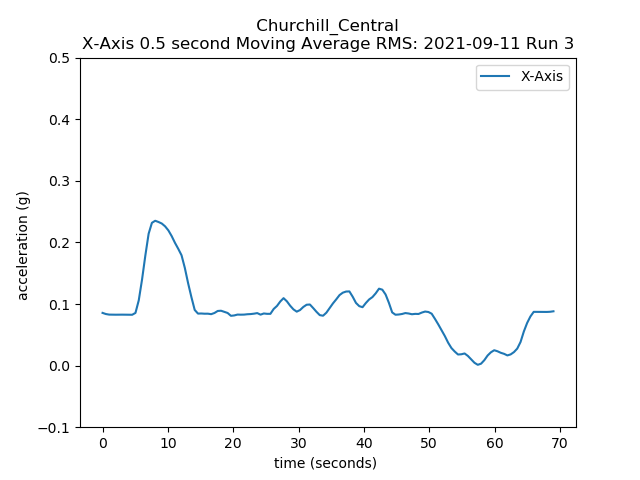 Churchill_Central
X-Axis 0.5 second Moving Average RMS: 2021-09-11 Run 3
X-Axis
acceleration (g)
0.5
0.4
0.3
0.2
0.1
0.0
−0.1
0 10 20 30 40 50 60 70
time (seconds)